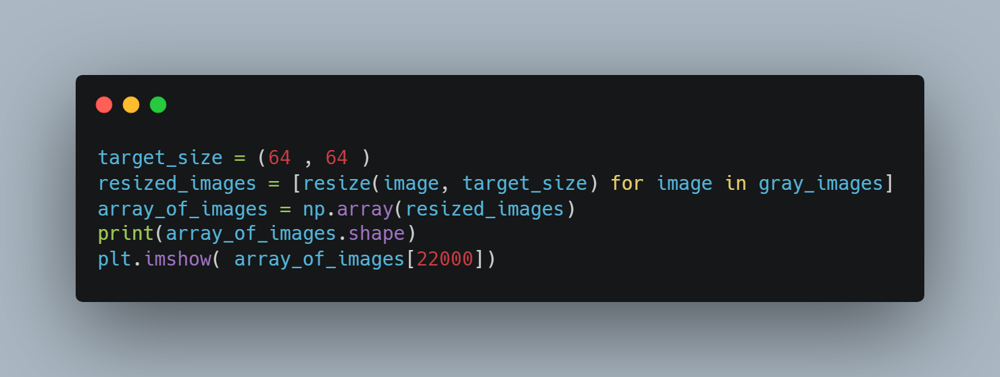 target_size = (64 , 64 )
resized_images = [resize(image, target_size) for image in gray_images]
array_of_images = np.array(resized_images)
print(array_of_images.shape)
plt.imshow( array_of_images[22000])